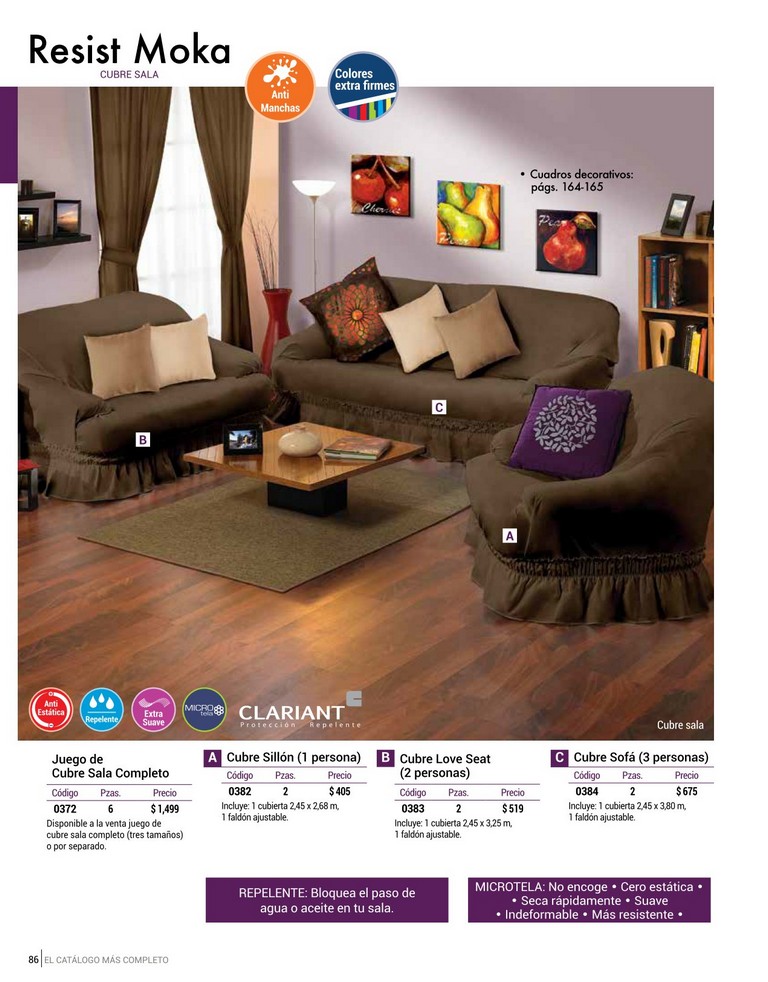 Resist Moka
CUBRE SALA
Anti
Manchas
Colores
extra firmes
• Cuadros decorativos:
págs. 164-165
Cherries
Pears
Pear
C
B
A
Anti
Estática
Repelente
Extra
Suave
MICRO
tela
CLARIANT
Protección Repelente
Cubre sala
Juego de
Cubre Sala Completo
Código Pzas. Precio
0372 6 $1,499
Disponible a la venta juego de
cubre sala completo (tres tamaños)
o por separado.
A Cubre Sillón (1 persona)
Código Pzas. Precio
0382 2 $405
Incluye: 1 cubierta 2,45 x 2,68 m,
1 faldón ajustable.
B Cubre Love Seat
(2 personas)
Código Pzas. Precio
0383 2 $519
Incluye: 1 cubierta 2,45 x 3,25 m,
1 faldón ajustable.
C Cubre Sofá (3 personas)
Código Pzas. Precio
0384 2 $675
Incluye: 1 cubierta 2,45 x 3,80 m,
1 faldón ajustable.
REPELENTE: Bloquea el paso de
agua o aceite en tu sala.
MICROTELA: No encoge • Cero estática •
• Seca rápidamente • Suave
• Indeformable • Más resistente •
86 EL CATÁLOGO MÁS COMPLETO